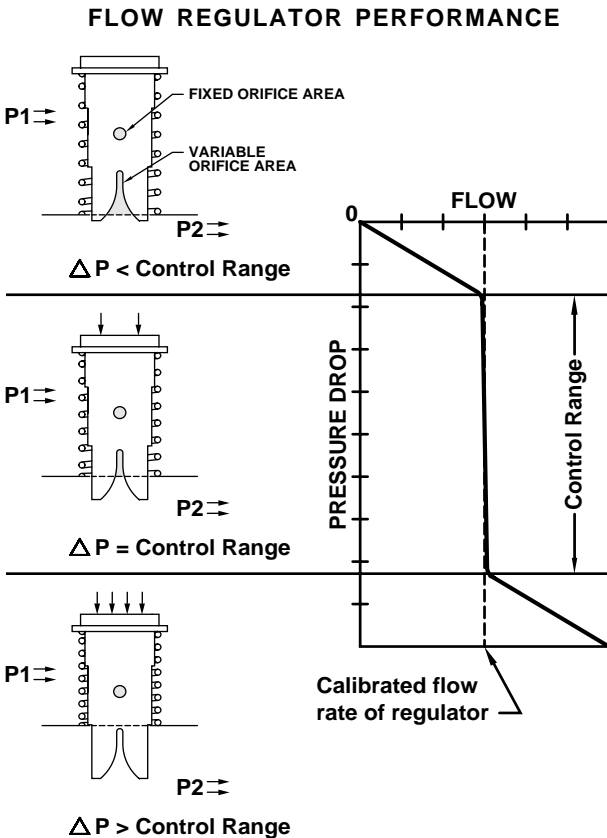 FLOW REGULATOR PERFORMANCE
P1
FIXED ORIFICE AREA
VARIABLE
ORIFICE AREA
P2
△ P < Control Range
0
FLOW
PRESSURE DROP
Control Range
P1
P2
△ P = Control Range
P1
P2
△ P > Control Range
Calibrated flow
rate of regulator